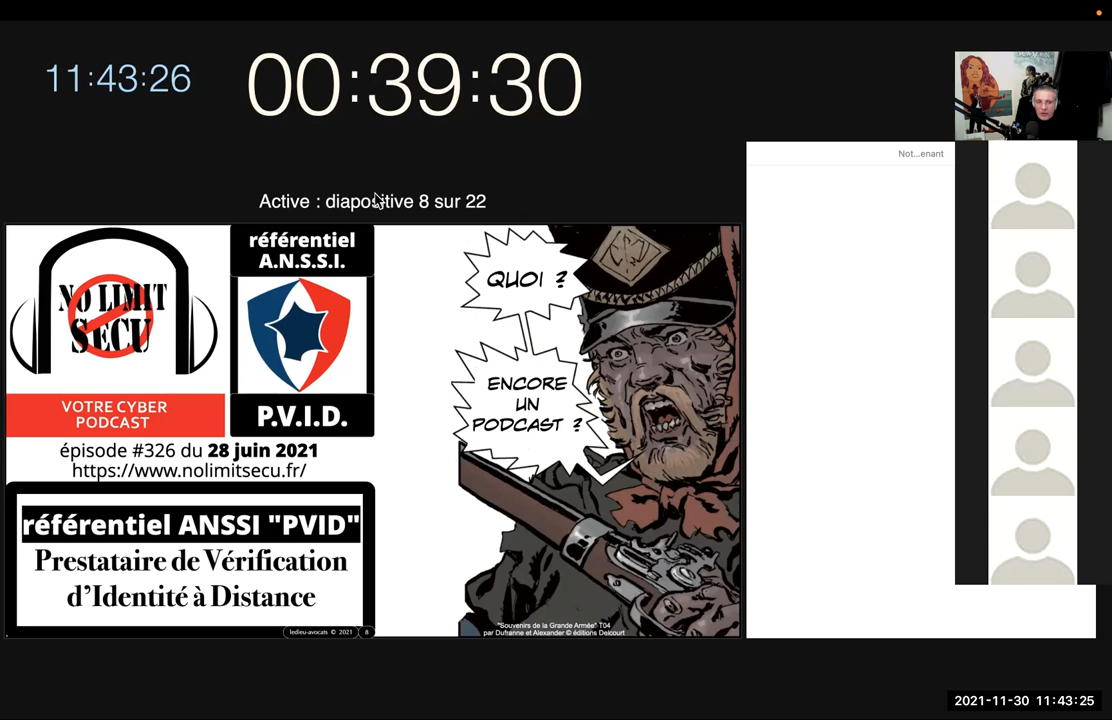 11:43:26
00:39:30
Not...enant
Active : diapositive 8 sur 22
NO LIMIT
SECU
VOTRE CYBER
PODCAST
référentiel
A.N.S.S.I.
P.V.I.D.
épisode #326 du 28 juin 2021
https://www.nolimitsecu.fr/
référentiel ANSSI "PVID"
Prestataire de Vérification
d'Identité à Distance
ledieu-avocats © 2021 8
QUOI ?
ENCORE
UN
PODCAST ?
"Souvenirs de la Grande Armée" T04
par Dufranne et Alexander © éditions Delcourt
2021-11-30 11:43:25